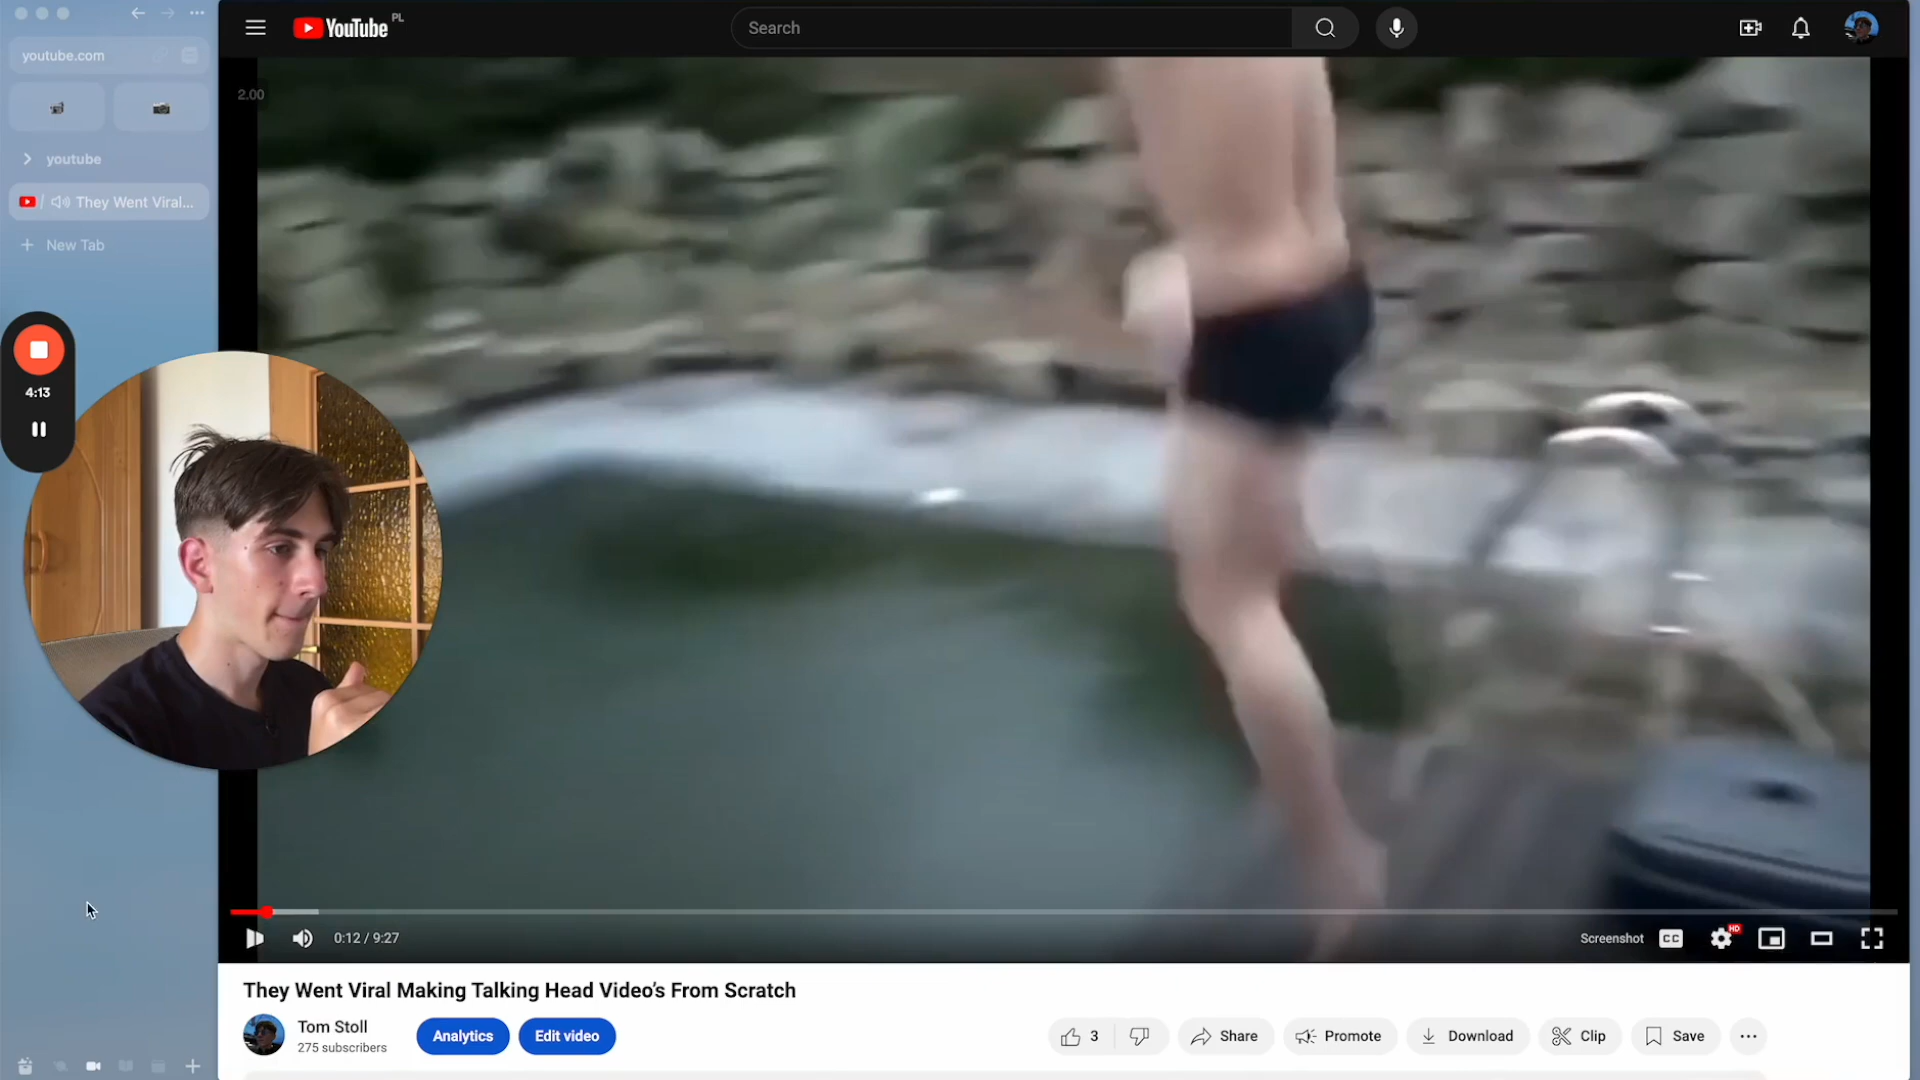 youtube.com
youtube
They Went Viral...
New Tab
4:13
YouTube PL
Search
2.00
0:12 / 9:27
Screenshot
CC
HD
They Went Viral Making Talking Head Video's From Scratch
Tom Stoll
275 subscribers
Analytics
Edit video
3
Share
Promote
Download
Clip
Save